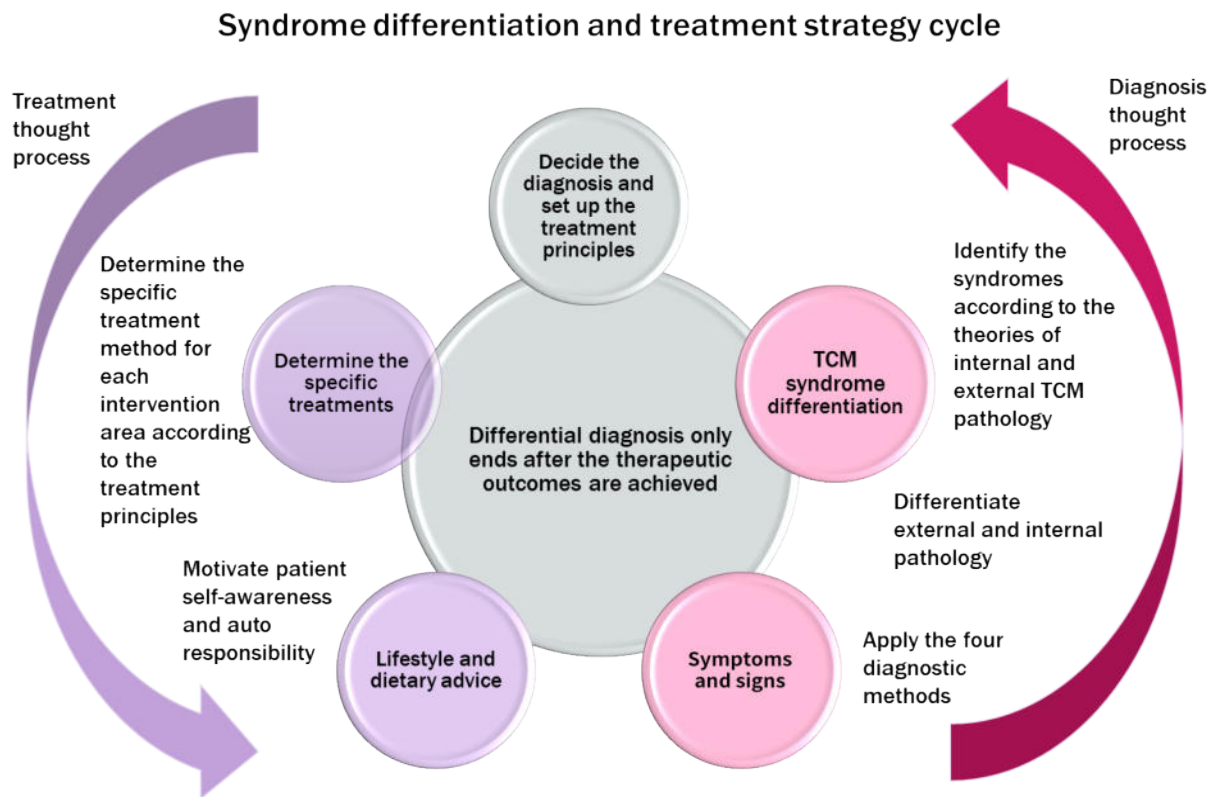 Syndrome differentiation and treatment strategy cycle
Treatment
thought
process
Diagnosis
thought
process
Decide the
diagnosis and
set up the
treatment
principles
Determine the
specific
treatment
method for
each
intervention
area according
to the
treatment
principles
Determine the
specific
treatments
TCM
syndrome
differentiation
Identify the
syndromes
according to the
theories of
internal and
external TCM
pathology
Differential diagnosis only
ends after the therapeutic
outcomes are achieved
Differentiate
external and internal
pathology
Motivate patient
self-awareness
and auto
responsibility
Lifestyle and
dietary advice
Symptoms
and signs
Apply the four
diagnostic
methods